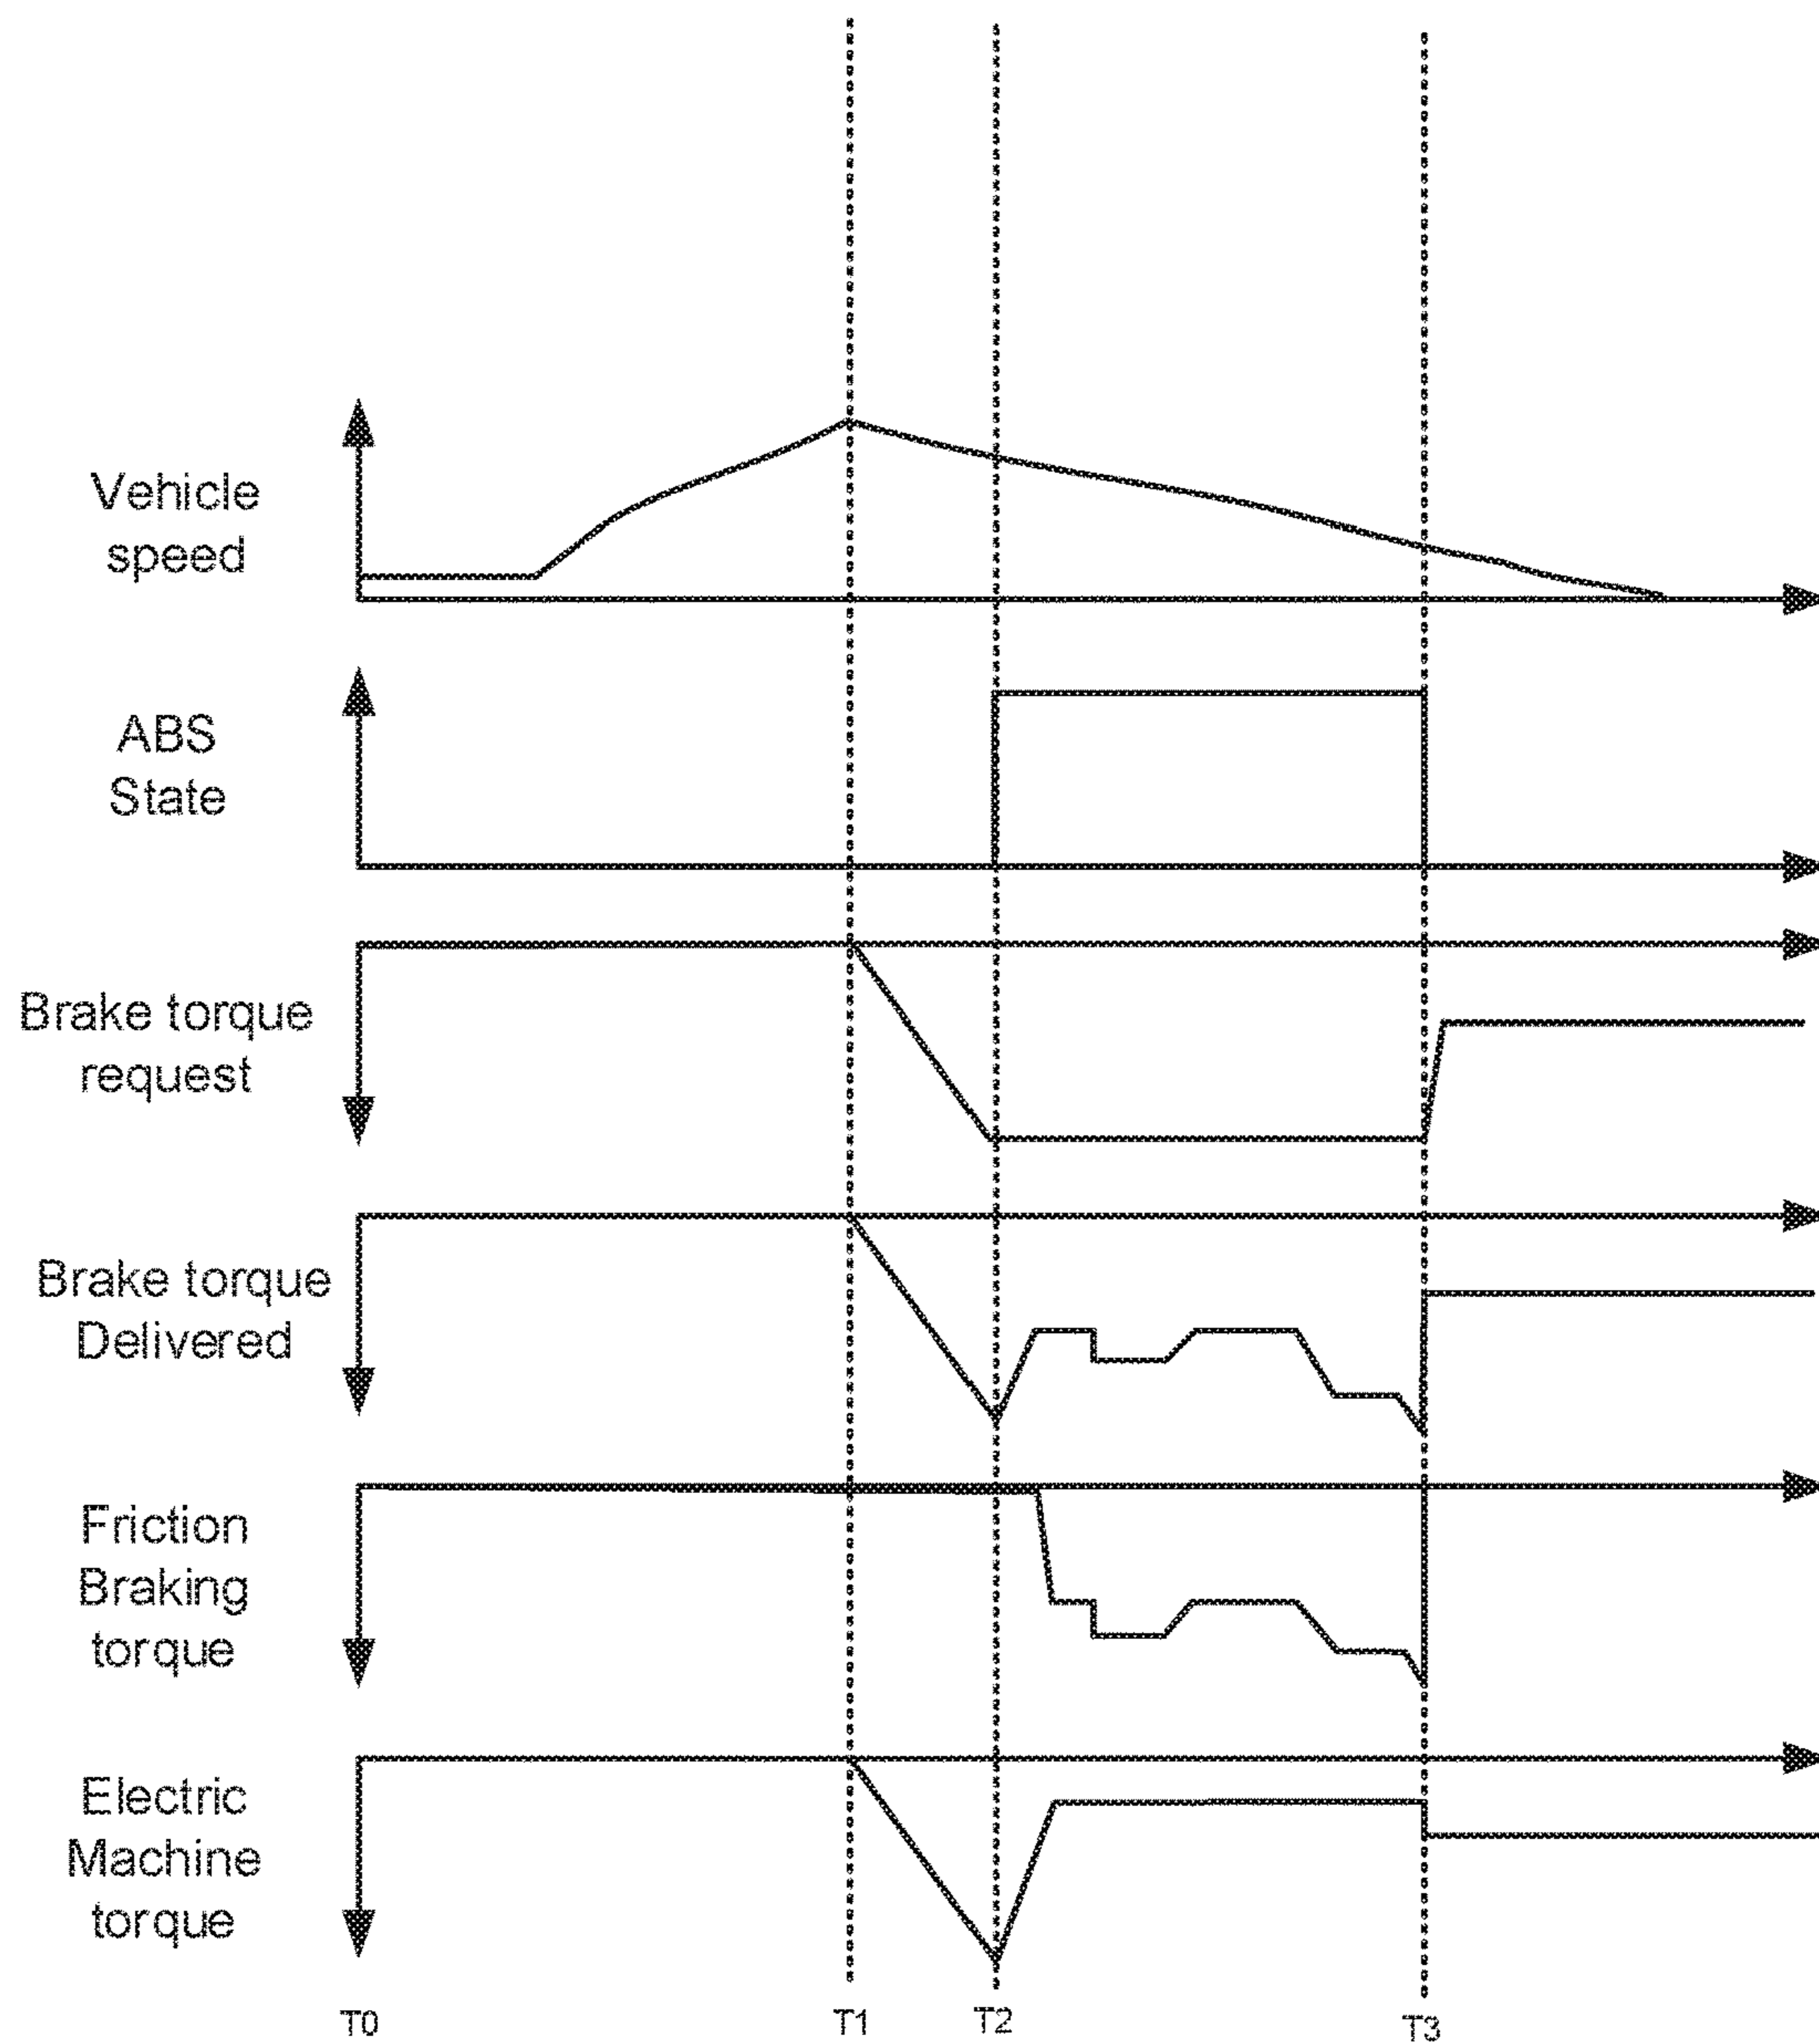 Vehicle
speed
ABS
State
Brake torque
request
Brake torque
Delivered
Friction
Braking
torque
Electric
Machine
torque
T0
T1
T2
T3